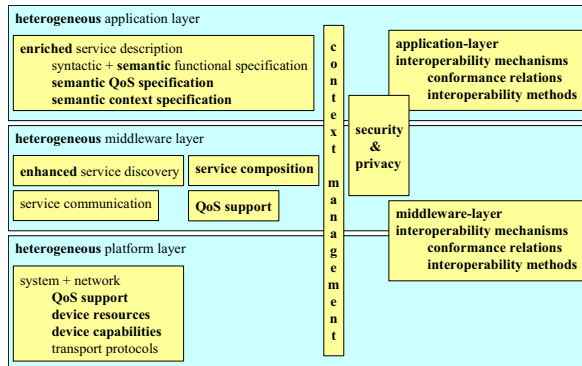 heterogeneous application layer
enriched service description
syntactic + semantic functional specification
semantic QoS specification
semantic context specification
application-layer
interoperability mechanisms
conformance relations
interoperability methods
context management
security
&
privacy
heterogeneous middleware layer
enhanced service discovery
service composition
service communication
QoS support
middleware-layer
interoperability mechanisms
conformance relations
interoperability methods
heterogeneous platform layer
system + network
QoS support
device resources
device capabilities
transport protocols